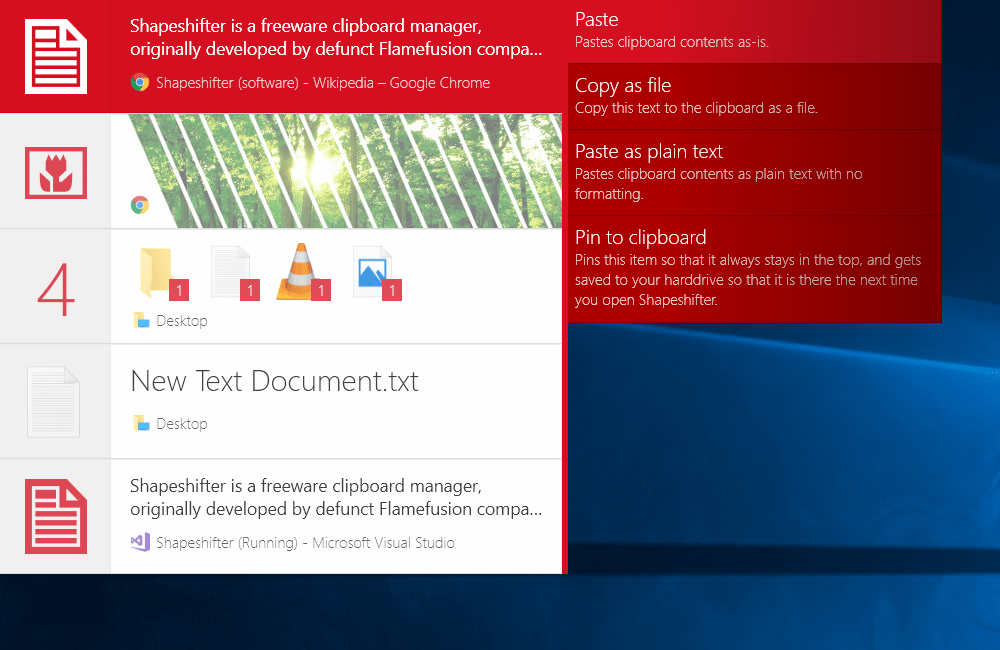 Shapeshifter is a freeware clipboard manager,
originally developed by defunct Flamefusion compa...
Shapeshifter (software) - Wikipedia – Google Chrome
4
1
1
1
1
Desktop
New Text Document.txt
Desktop
Shapeshifter is a freeware clipboard manager,
originally developed by defunct Flamefusion compa...
Shapeshifter (Running) - Microsoft Visual Studio
Paste
Pastes clipboard contents as-is.
Copy as file
Copy this text to the clipboard as a file.
Paste as plain text
Pastes clipboard contents as plain text with no
formatting.
Pin to clipboard
Pins this item so that it always stays in the top, and gets
saved to your harddrive so that it is there the next time
you open Shapeshifter.